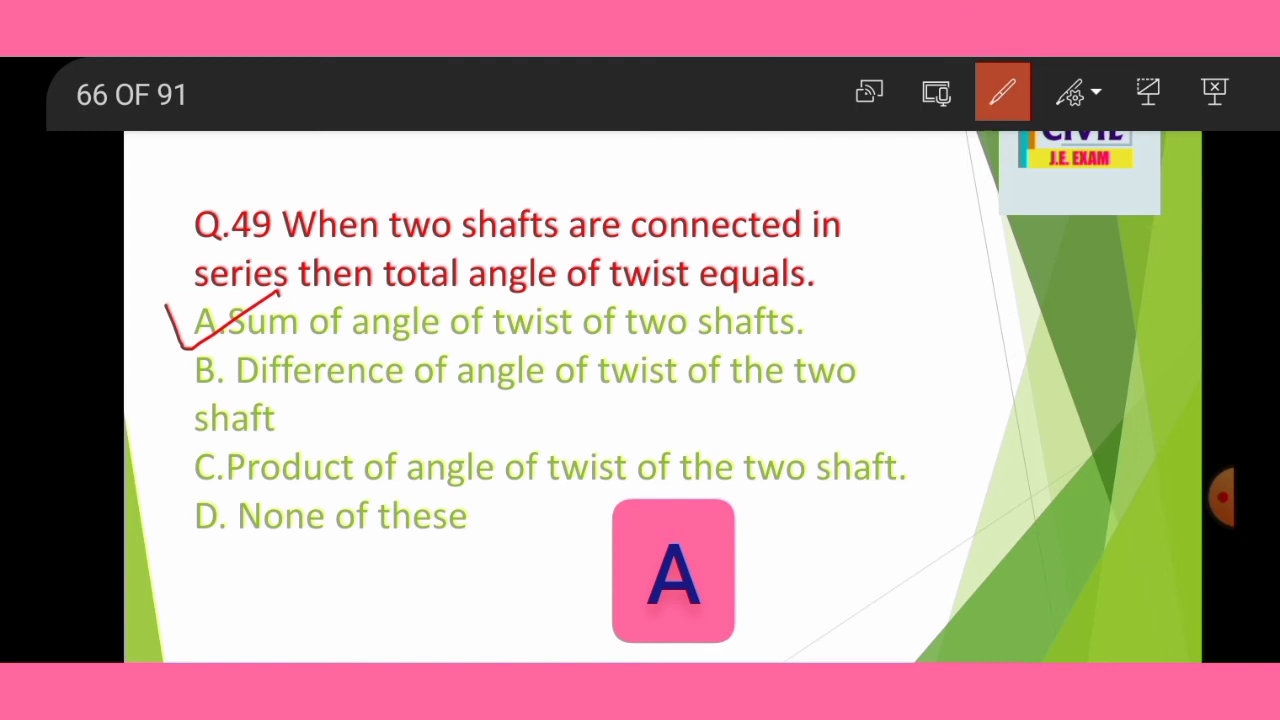 66 OF 91
CIVIL
J.E. EXAM
Q.49 When two shafts are connected in
series then total angle of twist equals.
A.Sum of angle of twist of two shafts.
B. Difference of angle of twist of the two
shaft
C.Product of angle of twist of the two shaft.
D. None of these
A